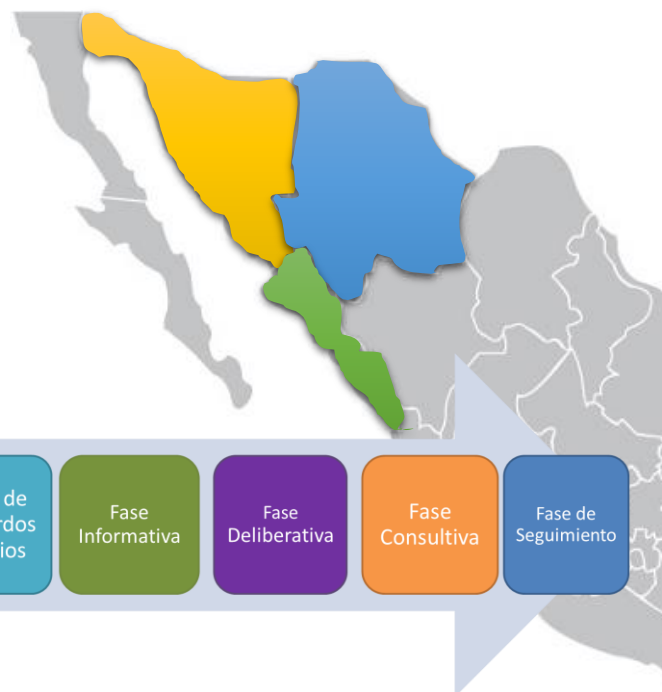 de
rdos
ios
Fase
Informativa
Fase
Deliberativa
Fase
Consultiva
Fase de
Seguimiento